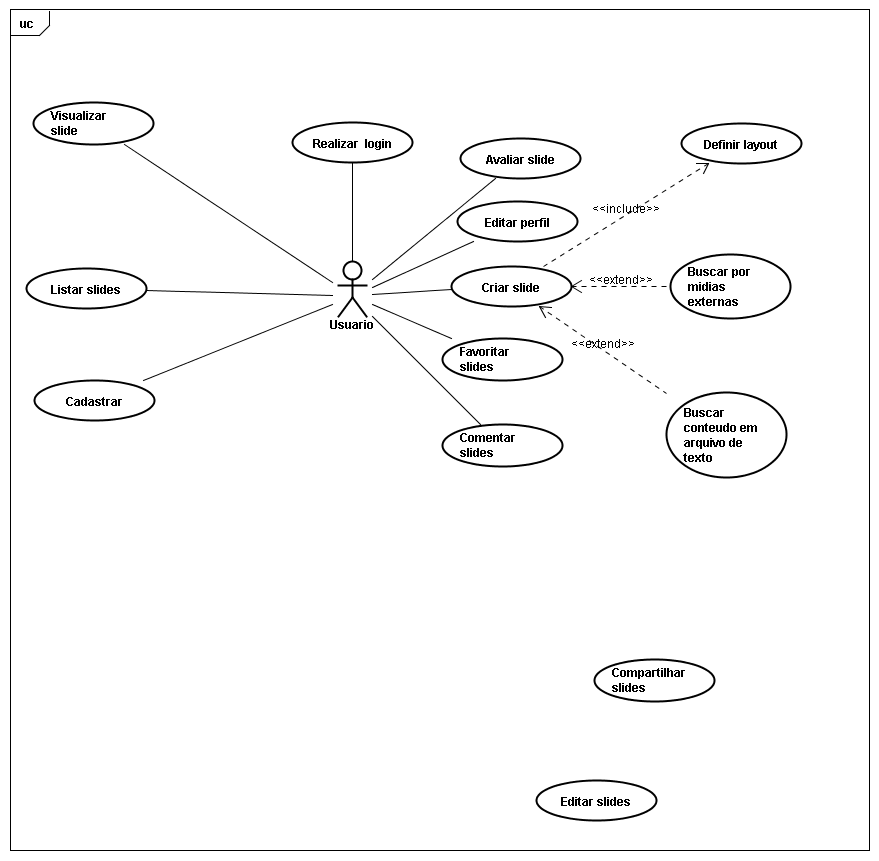 uc
Visualizar
slide
Realizar login
Avaliar slide
Definir layout
<<include>>
Editar perfil
Listar slides
Criar slide
<<extend>>
Buscar por
midias
externas
Usuario
<<extend>>
Favoritar
slides
Cadastrar
Comentar
slides
Buscar
conteudo em
arquivo de
texto
Compartilhar
slides
Editar slides